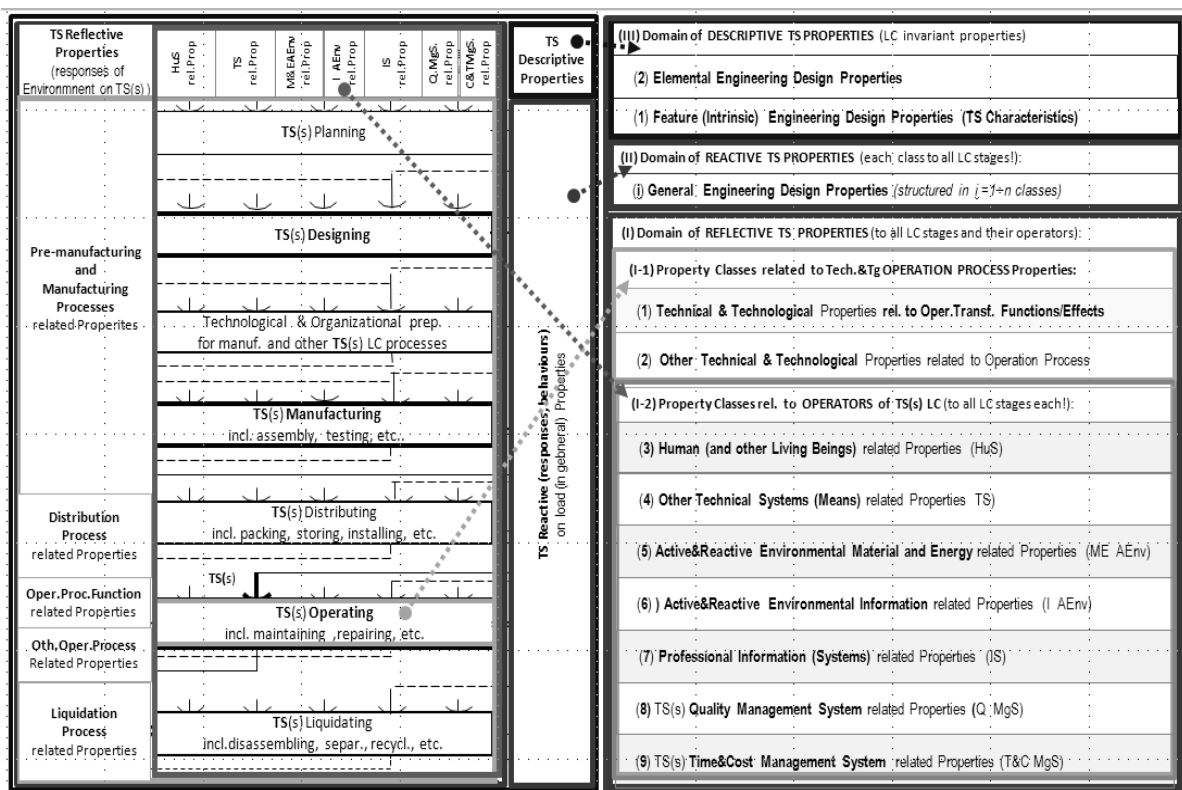 TS Reflective
Properties
(responses of
Environmnent on TS(s) )
HuS
rel.Prop
TS
rel.Prop
M&EAEnv
rel.Prop
I AEnv
rel.Prop
IS
rel.Prop
Q.MgS.
rel.Prop
C&TMgS.
rel.Prop
TS
Descriptive
Properties
TS(s) Planning
TS(s) Designing
Pre-manufacturing
and
Manufacturing
Processes
related Properites
Technological & Organizational prep.
for manuf. and other TS(s) LC processes
TS(s) Manufacturing
incl. assembly, testing, etc..
Distribution
Process
related Properties
TS(s) Distributing
incl. packing, storing, installing, etc.
TS(s)
Oper.Proc.Function
related Properties
TS(s) Operating
incl. maintaining ,repairing, etc.
Oth.Oper.Process
Related Properties
Liquidation
Process
related Properties
TS(s) Liquidating
incl.disassembling, separ., recycl., etc.
TS Reactive (responses, behaviours)
on load (in gebneral) Properties
(III) Domain of DESCRIPTIVE TS PROPERTIES (LC invariant properties)
(2) Elemental Engineering Design Properties
(1) Feature (Intrinsic) Engineering Design Properties (TS Characteristics)
(II) Domain of REACTIVE TS PROPERTIES (each class to all LC stages!):
(i) General Engineering Design Properties (structured in i =1÷n classes)
(I) Domain of REFLECTIVE TS PROPERTIES (to all LC stages and their operators):
(I-1) Property Classes related to Tech.&Tg OPERATION PROCESS Properties:
(1) Technical & Technological Properties rel. to Oper.Transf. Functions/Effects
(2) Other Technical & Technological Properties related to Operation Process
(I-2) Property Classes rel. to OPERATORS of TS(s) LC (to all LC stages each!):
(3) Human (and other Living Beings) related Properties (HuS)
(4) Other Technical Systems (Means) related Properties TS)
(5) Active&Reactive Environmental Material and Energy related Properties (ME AEnv)
(6) ) Active&Reactive Environmental Information related Properties (I AEnv)
(7) Professional Information (Systems) related Properties (IS)
(8) TS(s) Quality Management System related Properties (Q MgS)
(9) TS(s) Time&Cost Management System related Properties (T&C MgS)